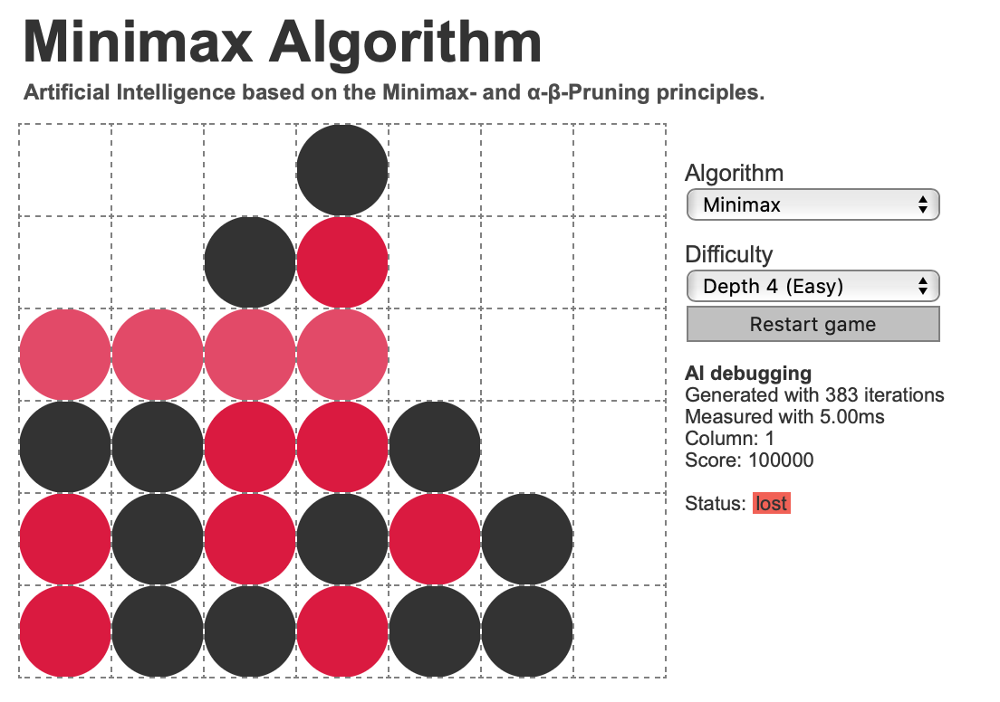 Minimax Algorithm
Artificial Intelligence based on the Minimax- and α-β-Pruning principles.
Algorithm
Minimax
Difficulty
Depth 4 (Easy)
Restart game
AI debugging
Generated with 383 iterations
Measured with 5.00ms
Column: 1
Score: 100000
Status: lost